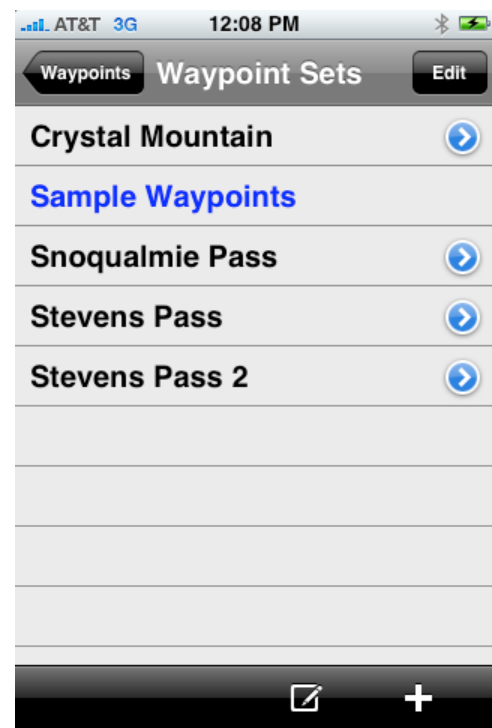 AT&T 3G 12:08 PM
Waypoints Waypoint Sets Edit
Crystal Mountain
Sample Waypoints
Snoqualmie Pass
Stevens Pass
Stevens Pass 2